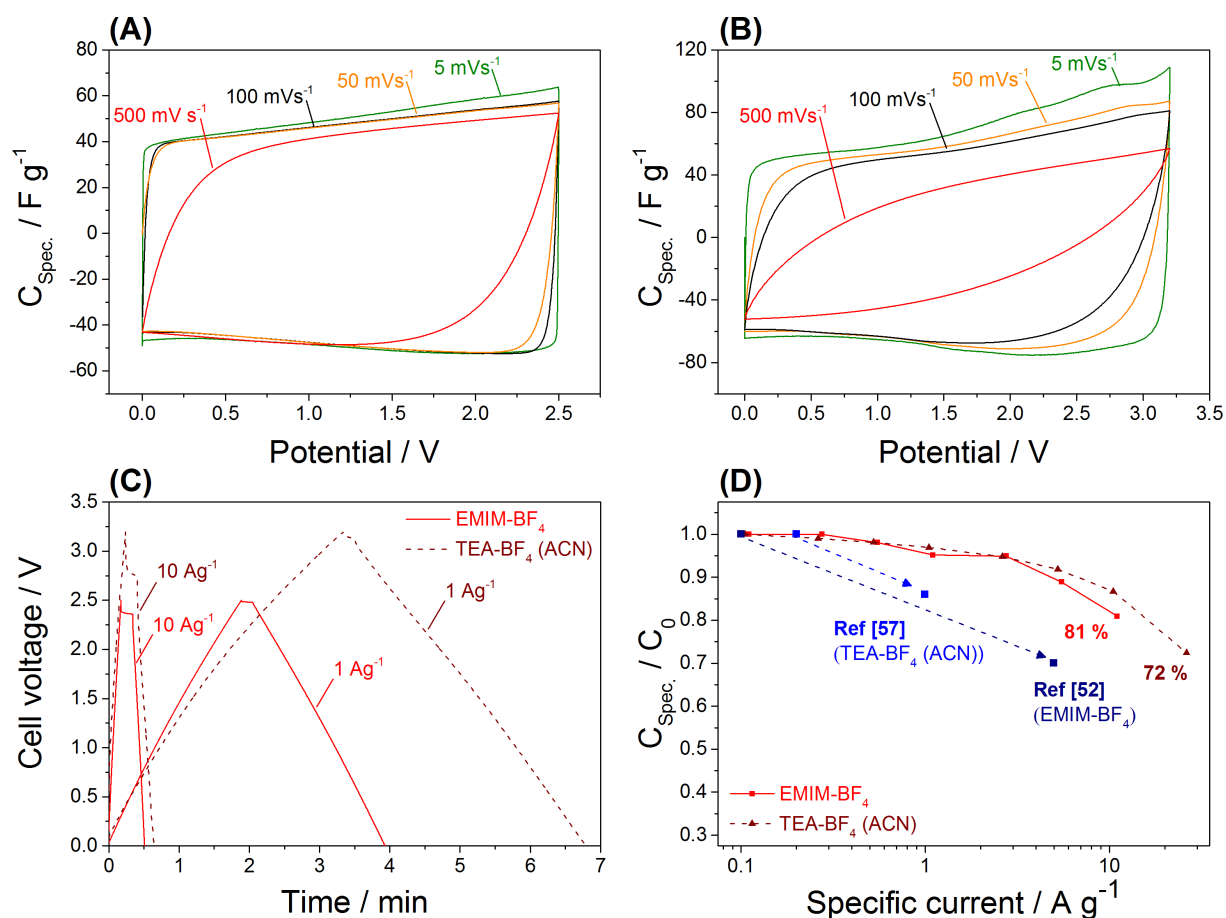 (A)
80
60
40
20
0
-20
-40
-60
C_Spec. / F g⁻¹
500 mV s⁻¹
100 mVs⁻¹
50 mVs⁻¹
5 mVs⁻¹
0.0 0.5 1.0 1.5 2.0 2.5
Potential / V
(B)
120
80
40
0
-40
-80
C_Spec. / F g⁻¹
500 mVs⁻¹
100 mVs⁻¹
50 mVs⁻¹
5 mVs⁻¹
0.0 0.5 1.0 1.5 2.0 2.5 3.0 3.5
Potential / V
(C)
3.5
3.0
2.5
2.0
1.5
1.0
0.5
0.0
Cell voltage / V
EMIM-BF₄
TEA-BF₄ (ACN)
10 Ag⁻¹
10 Ag⁻¹
1 Ag⁻¹
1 Ag⁻¹
0 1 2 3 4 5 6 7
Time / min
(D)
1.0
0.9
0.8
0.7
0.6
0.5
0.4
0.3
C_Spec. / C₀
Ref [57]
(TEA-BF₄ (ACN))
81 %
72 %
Ref [52]
(EMIM-BF₄)
EMIM-BF₄
TEA-BF₄ (ACN)
0.1 1 10
Specific current / A g⁻¹